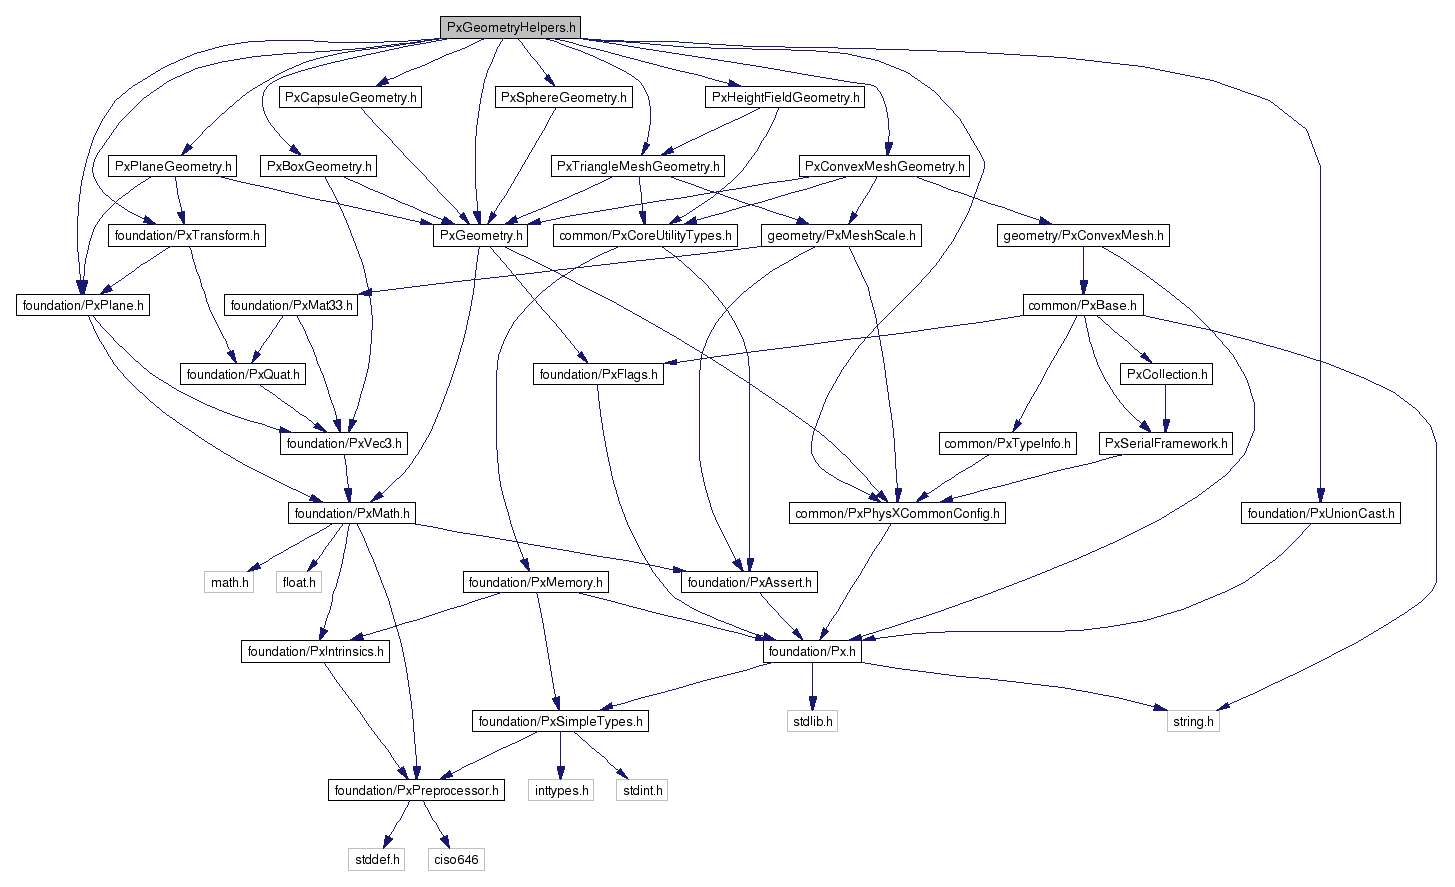 PxGeometryHelpers.h
PxCapsuleGeometry.h
PxSphereGeometry.h
PxHeightFieldGeometry.h
PxPlaneGeometry.h
PxBoxGeometry.h
PxTriangleMeshGeometry.h
PxConvexMeshGeometry.h
foundation/PxTransform.h
PxGeometry.h
common/PxCoreUtilityTypes.h
geometry/PxMeshScale.h
geometry/PxConvexMesh.h
foundation/PxPlane.h
foundation/PxMat33.h
common/PxBase.h
foundation/PxQuat.h
foundation/PxFlags.h
PxCollection.h
foundation/PxVec3.h
common/PxTypeInfo.h
PxSerialFramework.h
foundation/PxMath.h
common/PxPhysXCommonConfig.h
foundation/PxUnionCast.h
math.h
float.h
foundation/PxMemory.h
foundation/PxAssert.h
foundation/PxIntrinsics.h
foundation/Px.h
foundation/PxSimpleTypes.h
stdlib.h
string.h
foundation/PxPreprocessor.h
inttypes.h
stdint.h
stddef.h
ciso646